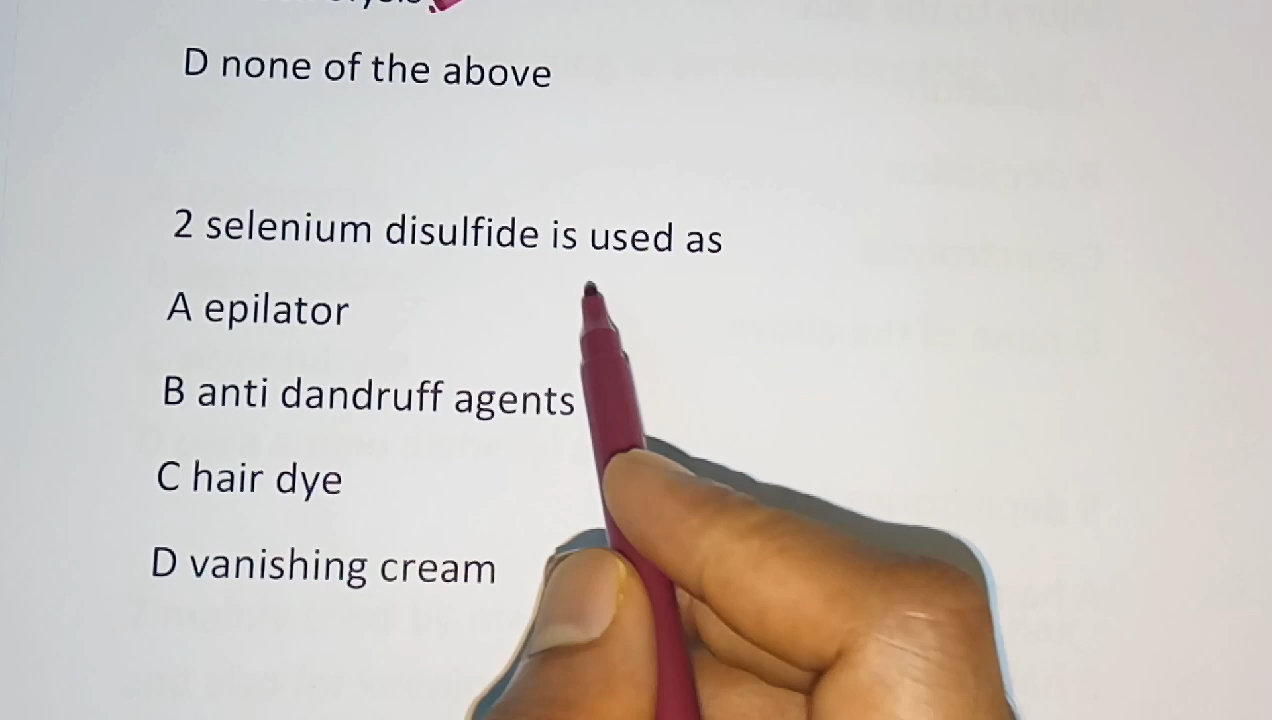 D none of the above
2 selenium disulfide is used as
A epilator
B anti dandruff agents
C hair dye
D vanishing cream